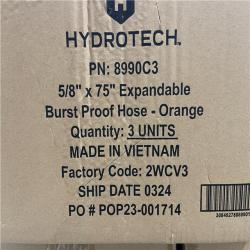 HYDROTECH.
PN: 8990C3
5/8" x 75" Expandable
Burst Proof Hose - Orange
Quantity: 3 UNITS
MADE IN VIETNAM
Factory Code: 2WCV3
SHIP DATE 0324
PO # POP23-001714